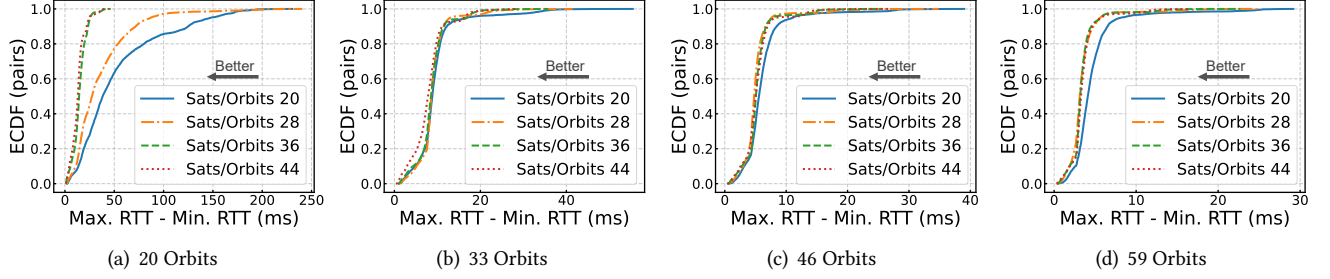 1.0
0.8
0.6
0.4
0.2
0.0
ECDF (pairs)
Better
Sats/Orbits 20
Sats/Orbits 28
Sats/Orbits 36
Sats/Orbits 44
0 50 100 150 200 250
Max. RTT - Min. RTT (ms)
(a) 20 Orbits
1.0
0.8
0.6
0.4
0.2
0.0
ECDF (pairs)
Better
Sats/Orbits 20
Sats/Orbits 28
Sats/Orbits 36
Sats/Orbits 44
0 20 40
Max. RTT - Min. RTT (ms)
(b) 33 Orbits
1.0
0.8
0.6
0.4
0.2
0.0
ECDF (pairs)
Better
Sats/Orbits 20
Sats/Orbits 28
Sats/Orbits 36
Sats/Orbits 44
0 10 20 30 40
Max. RTT - Min. RTT (ms)
(c) 46 Orbits
1.0
0.8
0.6
0.4
0.2
0.0
ECDF (pairs)
Better
Sats/Orbits 20
Sats/Orbits 28
Sats/Orbits 36
Sats/Orbits 44
0 10 20 30
Max. RTT - Min. RTT (ms)
(d) 59 Orbits